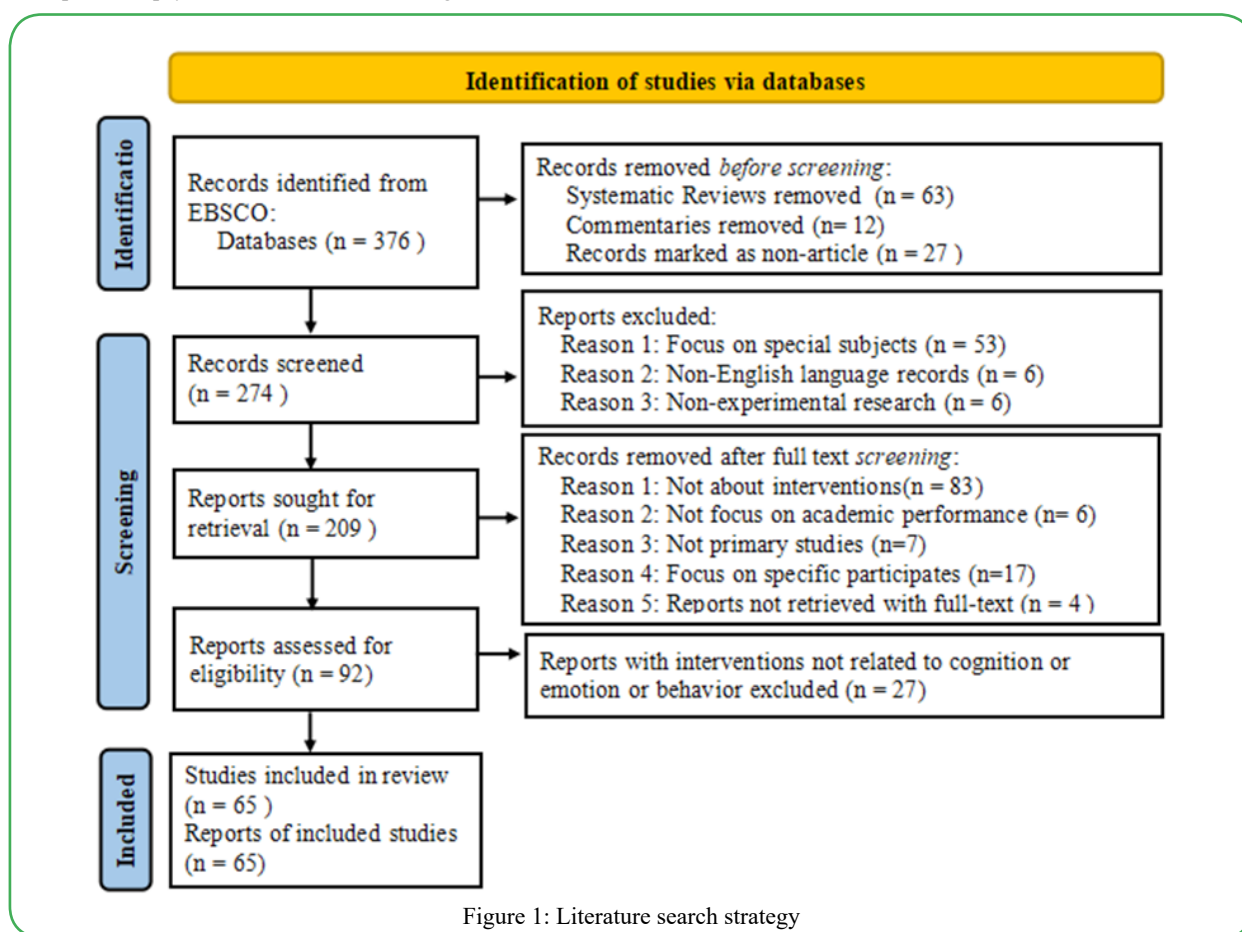 Identification of studies via databases
Identificatio
Records identified from
EBSCO:
Databases (n = 376 )
Records removed before screening:
Systematic Reviews removed (n = 63)
Commentaries removed (n= 12)
Records marked as non-article (n = 27 )
Screening
Records screened
(n = 274 )
Reports excluded:
Reason 1: Focus on special subjects (n = 53)
Reason 2: Non-English language records (n = 6)
Reason 3: Non-experimental research (n = 6)
Reports sought for
retrieval (n = 209 )
Records removed after full text screening:
Reason 1: Not about interventions(n = 83)
Reason 2: Not focus on academic performance (n= 6)
Reason 3: Not primary studies (n=7)
Reason 4: Focus on specific participates (n=17)
Reason 5: Reports not retrieved with full-text (n = 4 )
Reports assessed for
eligibility (n = 92)
Reports with interventions not related to cognition or
emotion or behavior excluded (n = 27)
Included
Studies included in review
(n = 65 )
Reports of included studies
(n = 65)
Figure 1: Literature search strategy